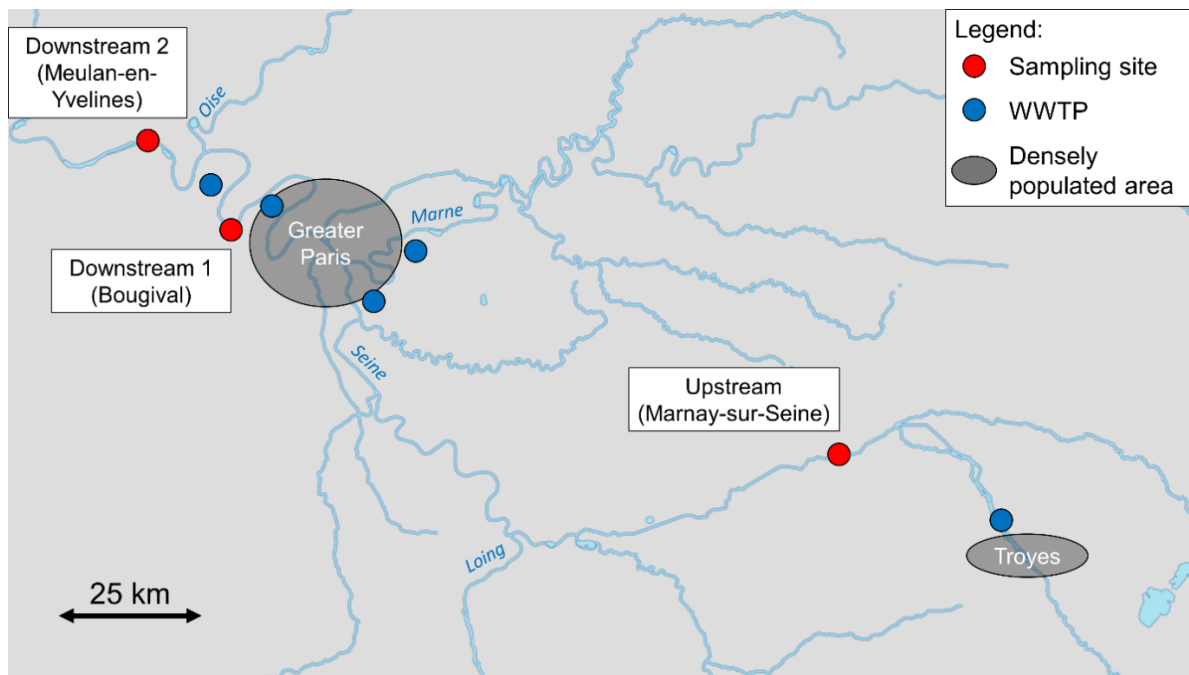 Downstream 2
(Meulan-en-
Yvelines)
Oise
Legend:
Sampling site
WWTP
Densely
populated area
Marne
Greater
Paris
Downstream 1
(Bougival)
Seine
Upstream
(Marnay-sur-Seine)
Loing
Troyes
25 km